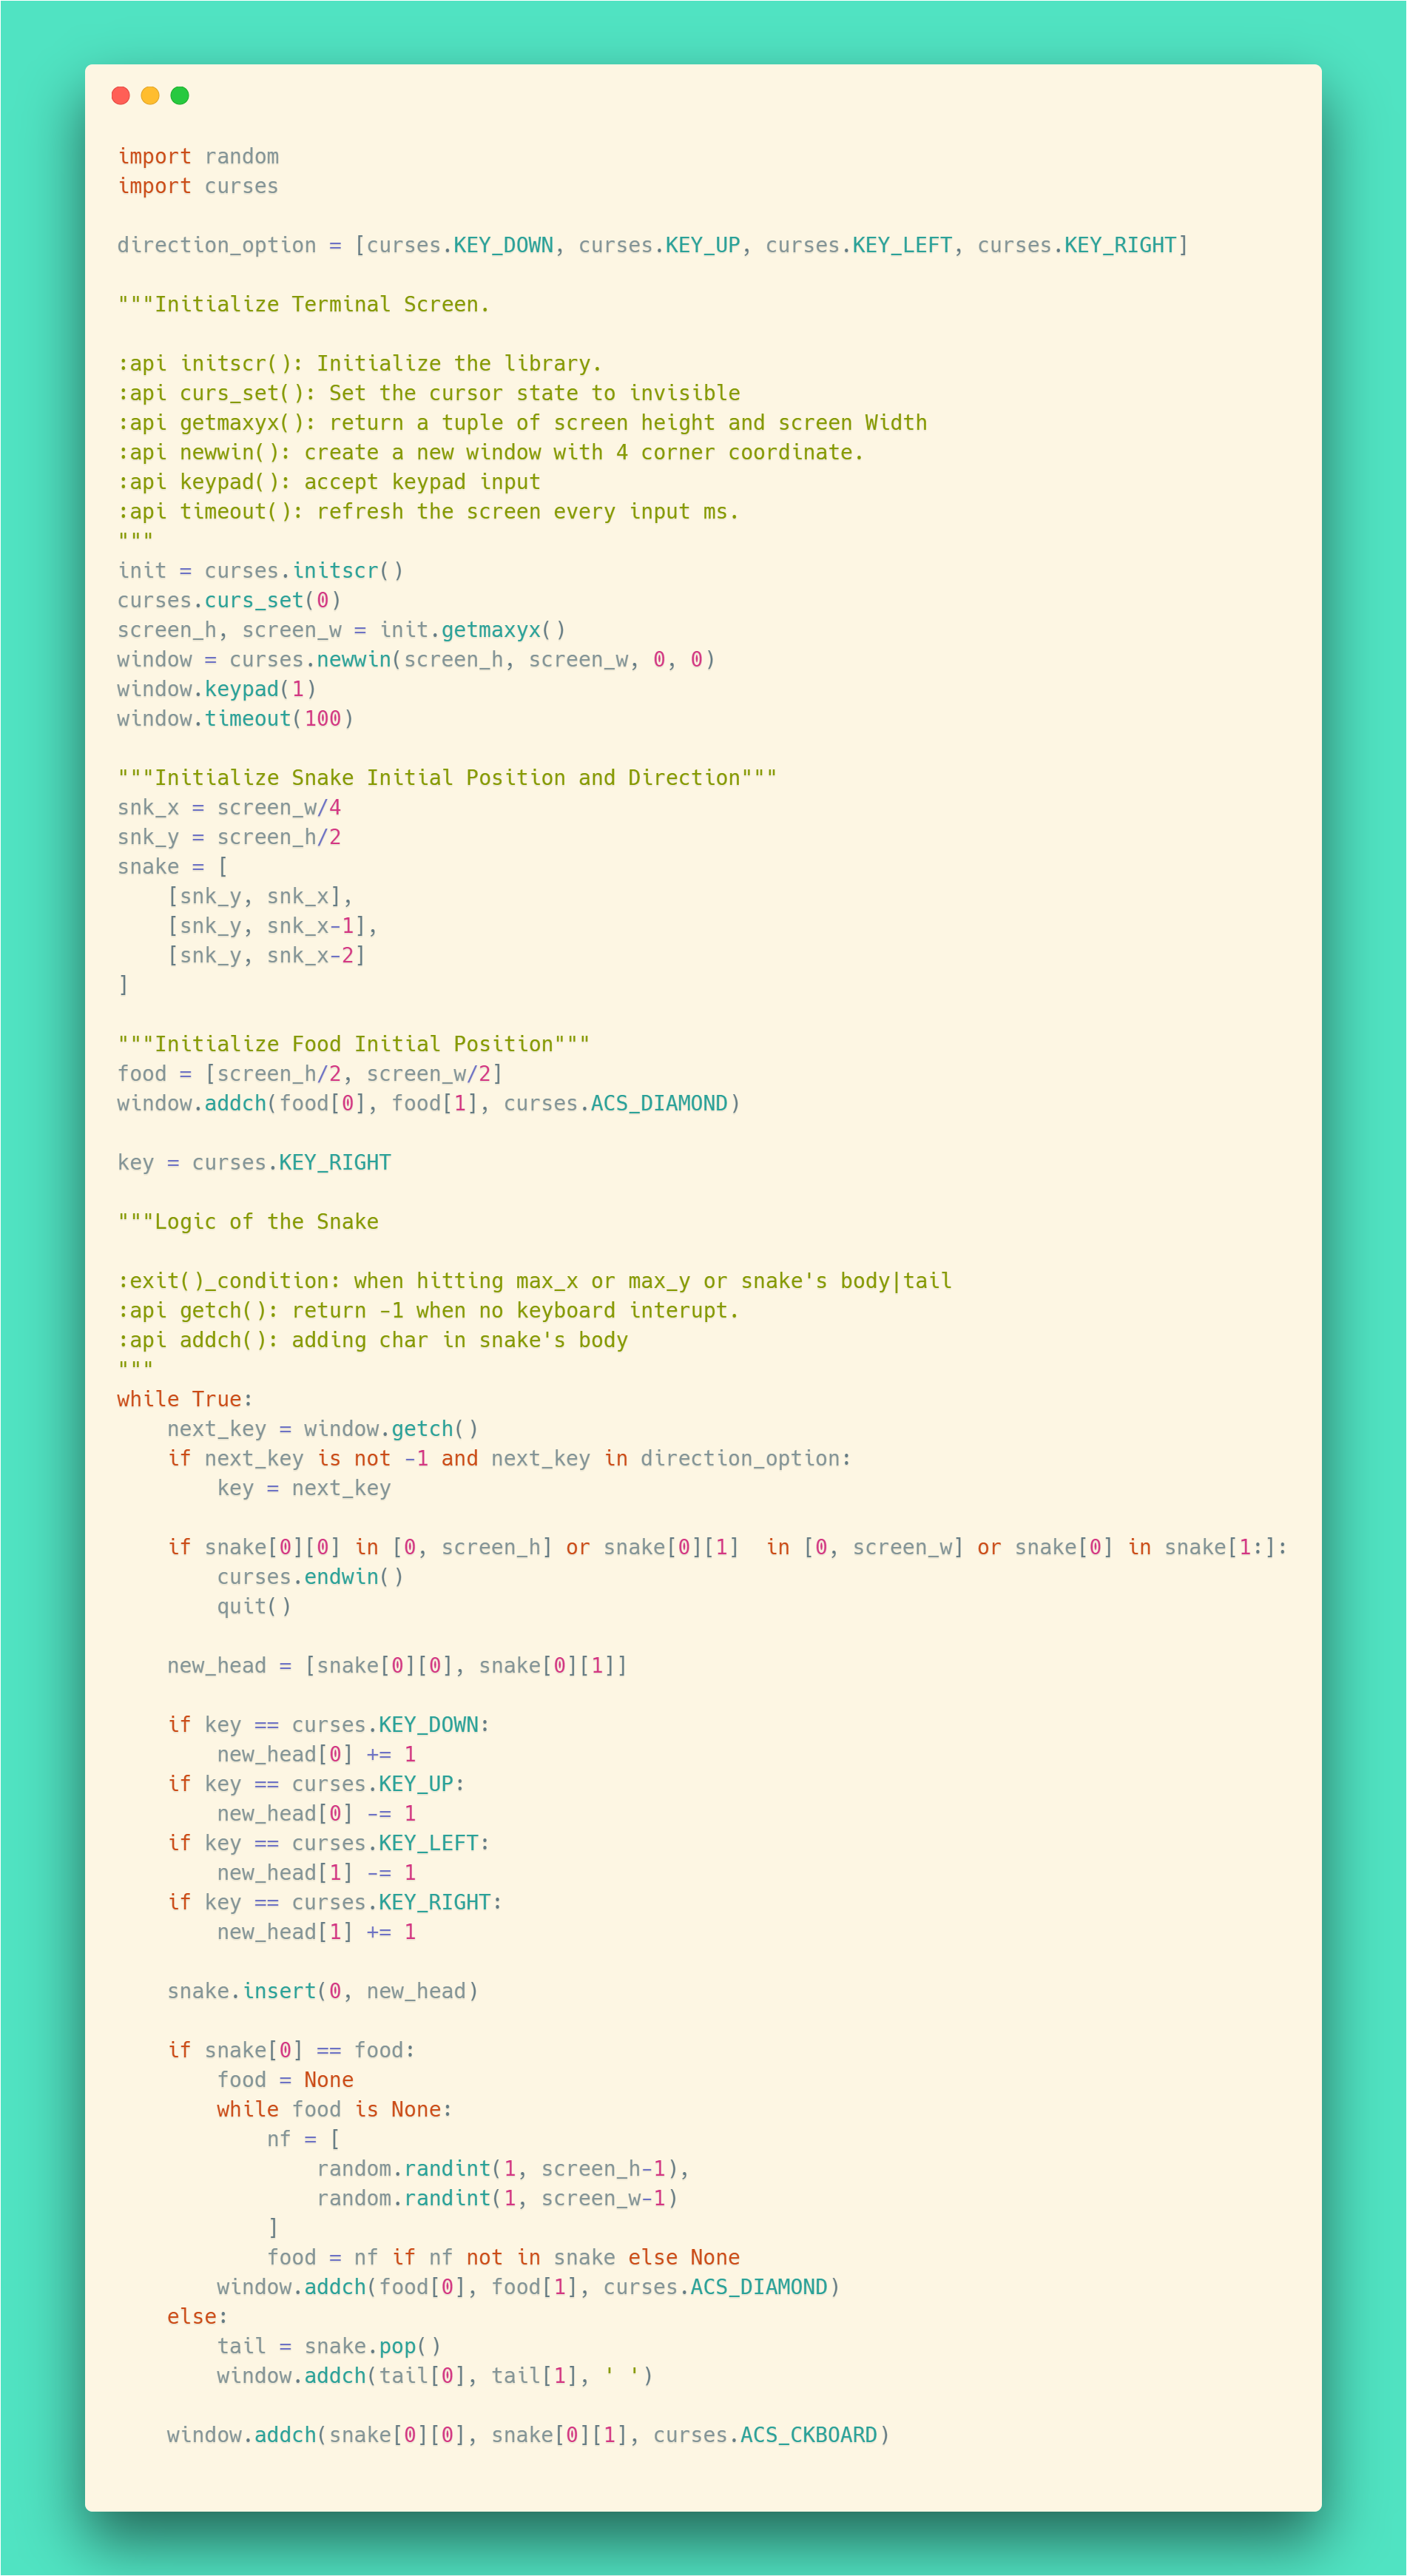 import random
import curses

direction_option = [curses.KEY_DOWN, curses.KEY_UP, curses.KEY_LEFT, curses.KEY_RIGHT]

"""Initialize Terminal Screen.

:api initscr(): Initialize the library.
:api curs_set(): Set the cursor state to invisible
:api getmaxyx(): return a tuple of screen height and screen Width
:api newwin(): create a new window with 4 corner coordinate.
:api keypad(): accept keypad input
:api timeout(): refresh the screen every input ms.
"""
init = curses.initscr()
curses.curs_set(0)
screen_h, screen_w = init.getmaxyx()
window = curses.newwin(screen_h, screen_w, 0, 0)
window.keypad(1)
window.timeout(100)

"""Initialize Snake Initial Position and Direction"""
snk_x = screen_w/4
snk_y = screen_h/2
snake = [
    [snk_y, snk_x],
    [snk_y, snk_x-1],
    [snk_y, snk_x-2]
]

"""Initialize Food Initial Position"""
food = [screen_h/2, screen_w/2]
window.addch(food[0], food[1], curses.ACS_DIAMOND)

key = curses.KEY_RIGHT

"""Logic of the Snake

:exit()_condition: when hitting max_x or max_y or snake's body|tail
:api getch(): return -1 when no keyboard interupt.
:api addch(): adding char in snake's body
"""
while True:
    next_key = window.getch()
    if next_key is not -1 and next_key in direction_option:
        key = next_key

    if snake[0][0] in [0, screen_h] or snake[0][1]  in [0, screen_w] or snake[0] in snake[1:]:
        curses.endwin()
        quit()

    new_head = [snake[0][0], snake[0][1]]

    if key == curses.KEY_DOWN:
        new_head[0] += 1
    if key == curses.KEY_UP:
        new_head[0] -= 1
    if key == curses.KEY_LEFT:
        new_head[1] -= 1
    if key == curses.KEY_RIGHT:
        new_head[1] += 1

    snake.insert(0, new_head)

    if snake[0] == food:
        food = None
        while food is None:
            nf = [
                random.randint(1, screen_h-1),
                random.randint(1, screen_w-1)
            ]
            food = nf if nf not in snake else None
        window.addch(food[0], food[1], curses.ACS_DIAMOND)
    else:
        tail = snake.pop()
        window.addch(tail[0], tail[1], ' ')

    window.addch(snake[0][0], snake[0][1], curses.ACS_CKBOARD)